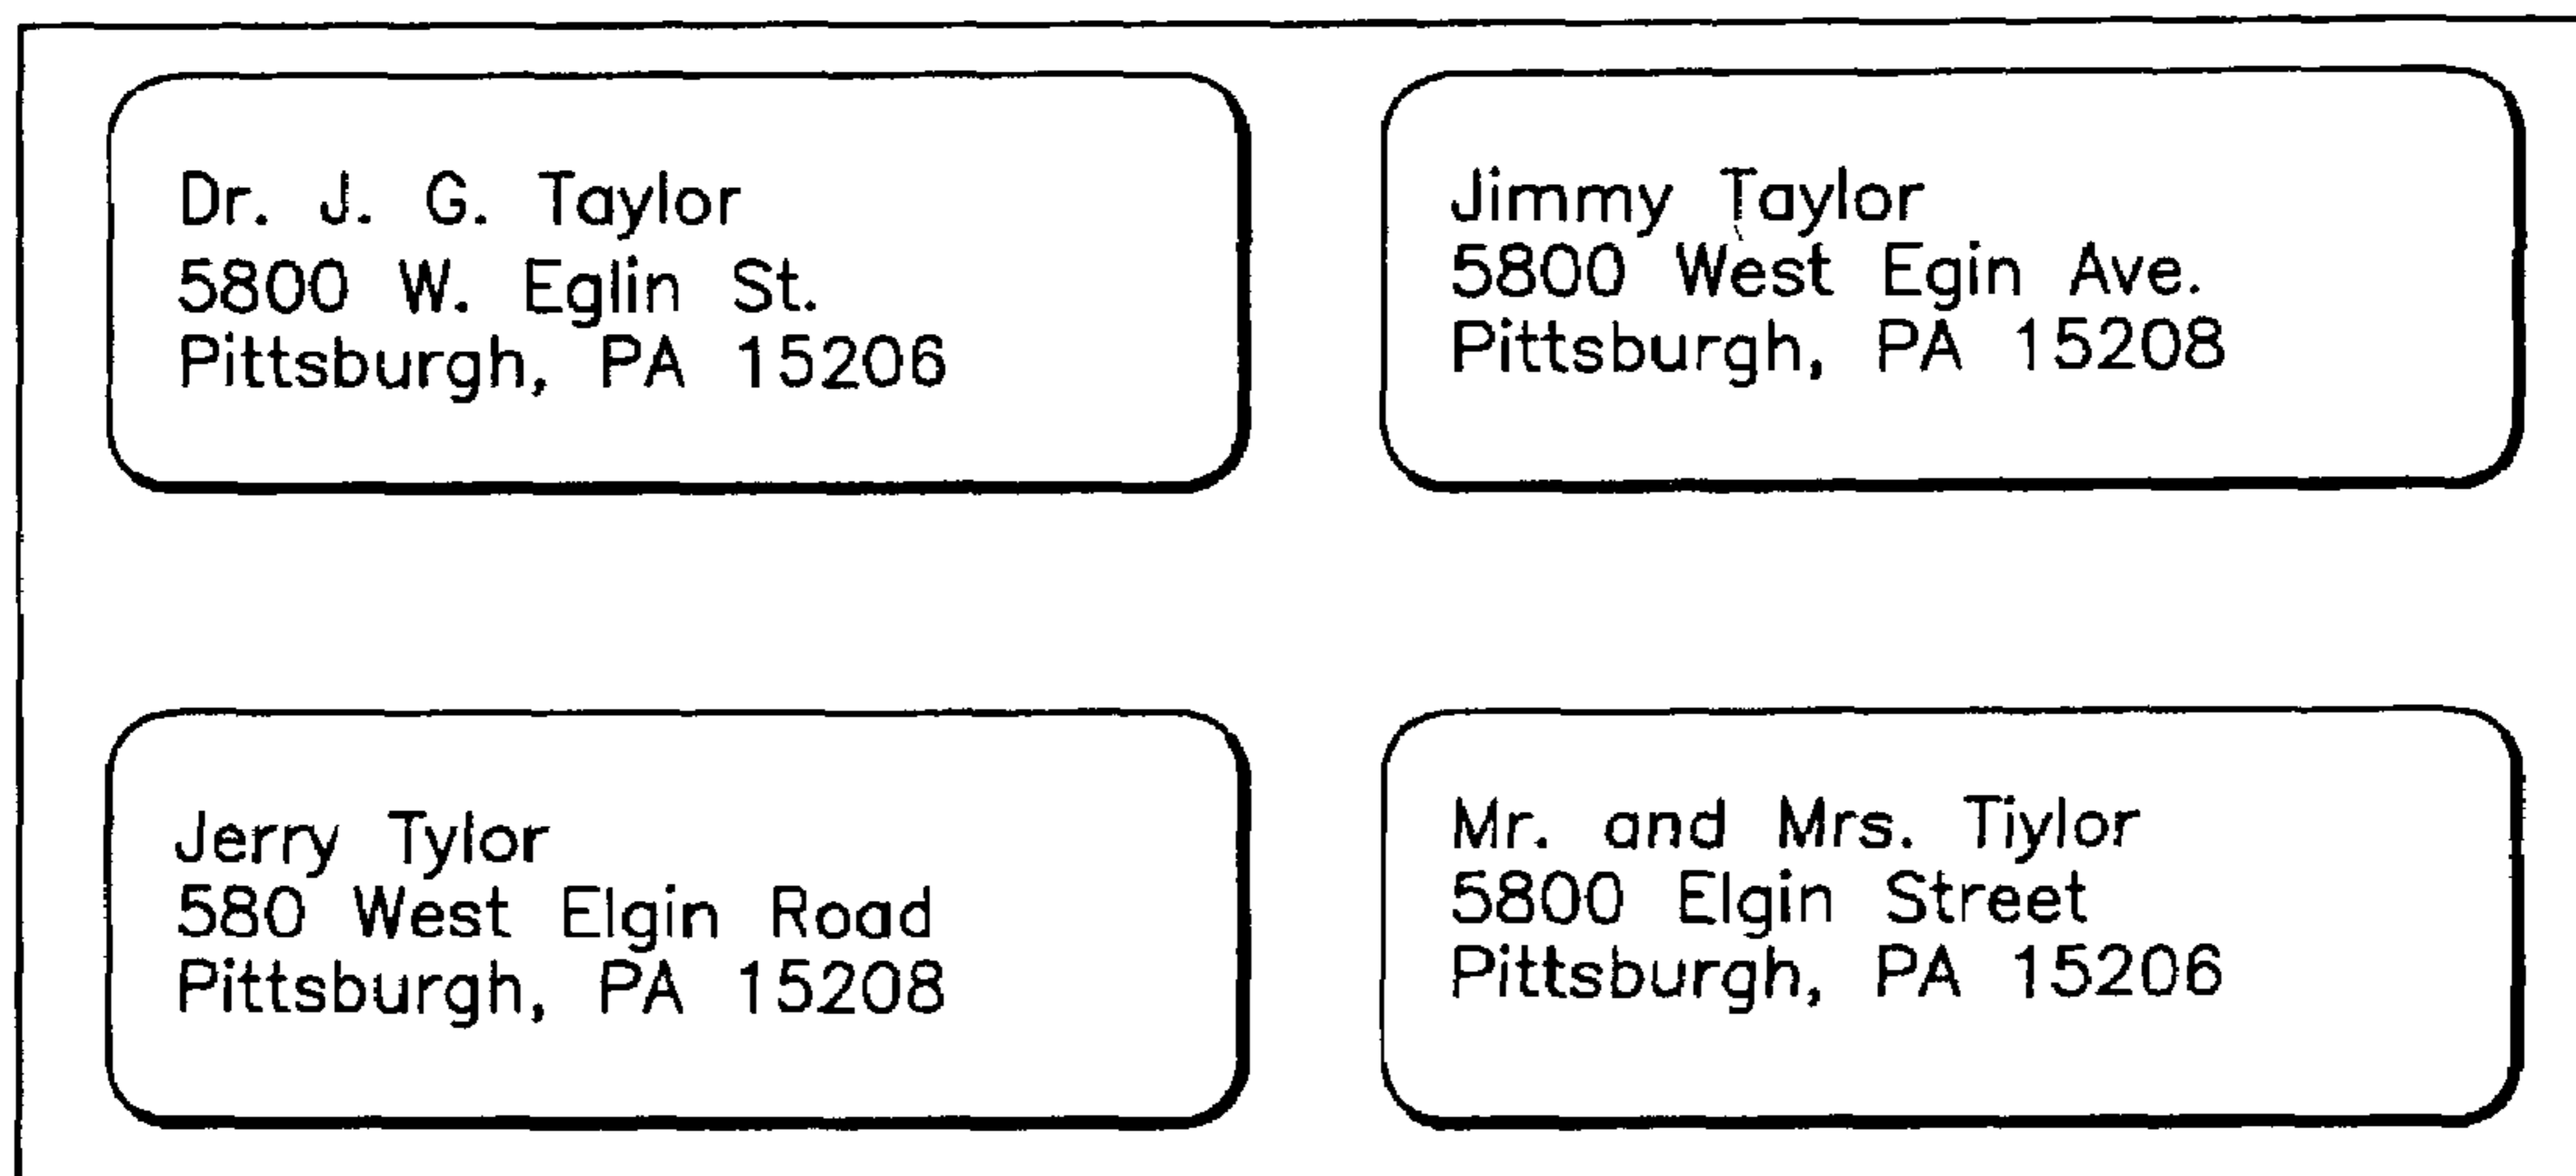 Dr. J. G. Taylor
5800 W. Eglin St.
Pittsburgh, PA 15206
Jimmy Taylor
5800 West Egin Ave.
Pittsburgh, PA 15208
Jerry Tylor
580 West Elgin Road
Pittsburgh, PA 15208
Mr. and Mrs. Tiylor
5800 Elgin Street
Pittsburgh, PA 15206